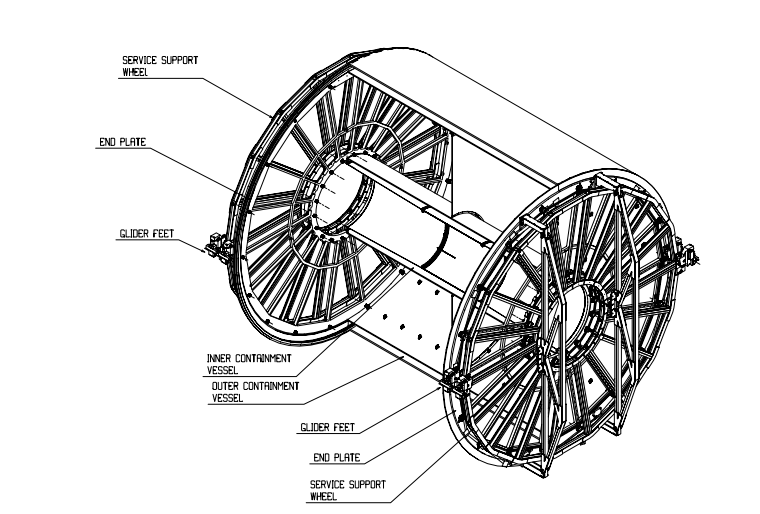 SERVICE SUPPORT
WHEEL
END PLATE
GLIDER FEET
INNER CONTAINMENT
VESSEL
OUTER CONTAINMENT
VESSEL
GLIDER FEET
END PLATE
SERVICE SUPPORT
WHEEL